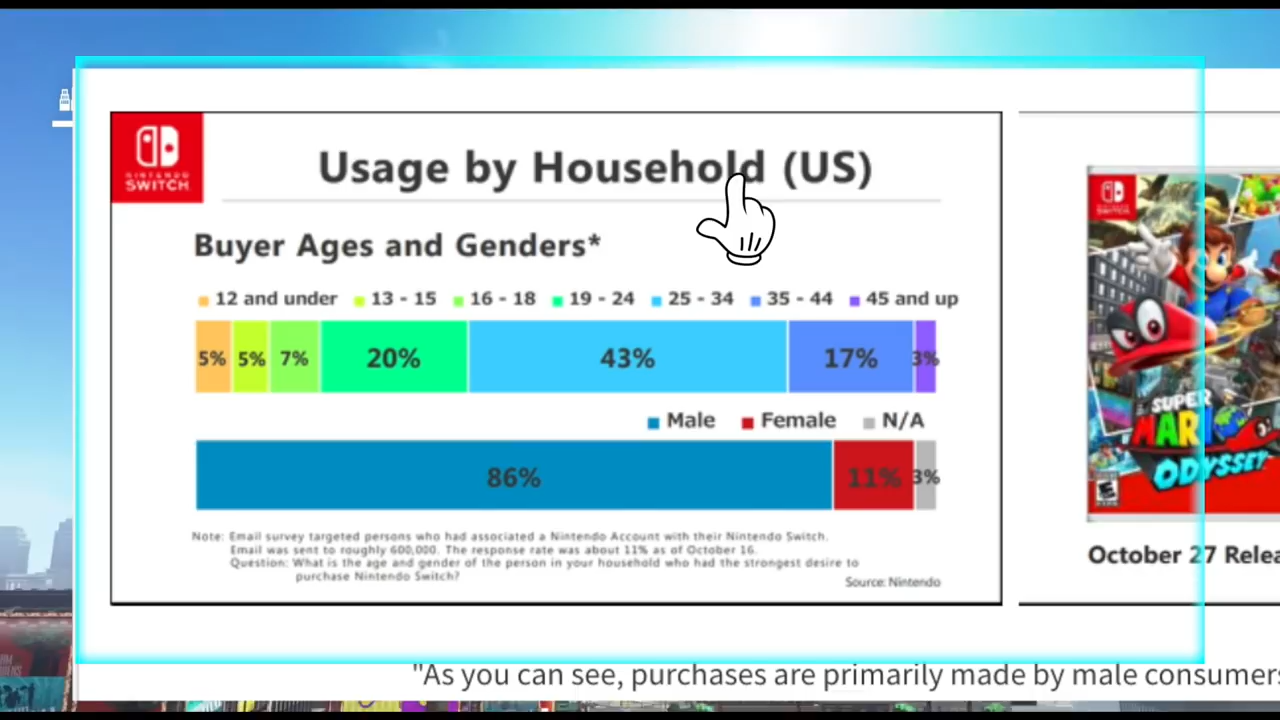 NINTENDO
SWITCH
Usage by Household (US)
Buyer Ages and Genders*
12 and under 13 - 15 16 - 18 19 - 24 25 - 34 35 - 44 45 and up
5% 5% 7% 20% 43% 17% 3%
Male Female N/A
86% 11% 3%
Note: Email survey targeted persons who had associated a Nintendo Account with their Nintendo Switch.
Email was sent to roughly 600,000. The response rate was about 11% as of October 16.
Question: What is the age and gender of the person in your household who had the strongest desire to
purchase Nintendo Switch?
Source: Nintendo
SWITCH
SUPER
MARI
ODYSSEY
E
October 27 Relea
"As you can see, purchases are primarily made by male consumers